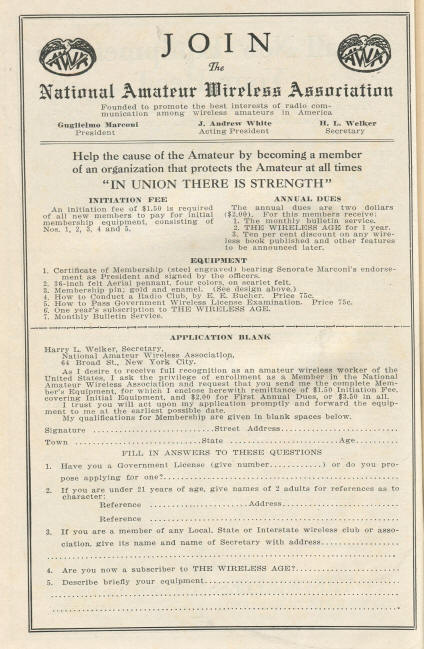 JOIN
AWA
AWA
The
National Amateur Wireless Association
Founded to promote the best interests of radio com-
munication among wireless amateurs in America
Guglielmo Marconi J. Andrew White H. L. Welker
President Acting President Secretary
Help the cause of the Amateur by becoming a member
of an organization that protects the Amateur at all times
"IN UNION THERE IS STRENGTH"
INITIATION FEE
An initiation fee of $1.50 is required
of all new members to pay for initial
membership equipment, consisting of
Nos. 1, 2, 3, 4 and 5.
ANNUAL DUES
The annual dues are two dollars
($2.00). For this members receive:
1. The monthly bulletin service.
2. THE WIRELESS AGE for 1 year.
3. Ten per cent discount on any wire-
less book published and other features
to be announced later.
EQUIPMENT
1. Certificate of Membership (steel engraved) bearing Senorate Marconi's endorse-
ment as President and signed by the officers.
2. 36-inch felt Aerial pennant, four colors, on scarlet felt.
3. Membership pin; gold and enamel. (See design above.)
4. How to Conduct a Radio Club, by E. E. Bucher. Price 75c.
5. How to Pass Government Wireless License Examination. Price 75c.
6. One year's subscription to THE WIRELESS AGE.
7. Monthly Bulletin Service.
APPLICATION BLANK
Harry L. Welker, Secretary,
National Amateur Wireless Association,
64 Broad St., New York City.
As I desire to receive full recognition as an amateur wireless worker of the
United States, I ask the privilege of enrollment as a Member in the National
Amateur Wireless Association and request that you send me the complete Mem-
ber's Equipment, for which I enclose herewith remittance of $1.50 Initiation Fee,
covering Initial Equipment, and $2.00 for First Annual Dues, or $3.50 in all.
I trust you will act upon my application promptly and forward the equip-
ment to me at the earliest possible date.
My qualifications for Membership are given in blank spaces below.
Signature ..............................Street Address..............................
Town ..............................State ..............................Age..........
FILL IN ANSWERS TO THESE QUESTIONS
1. Have you a Government License (give number............) or do you pro-
pose applying for one?............................................................
2. If you are under 21 years of age, give names of 2 adults for references as to
character:
Reference ..............................Address..............................
Reference ............................................................
3. If you are a member of any Local, State or Interstate wireless club or asso-
ciation, give its name and name of Secretary with address....................
4. Are you now a subscriber to THE WIRELESS AGE?..............................
5. Describe briefly your equipment..................................................